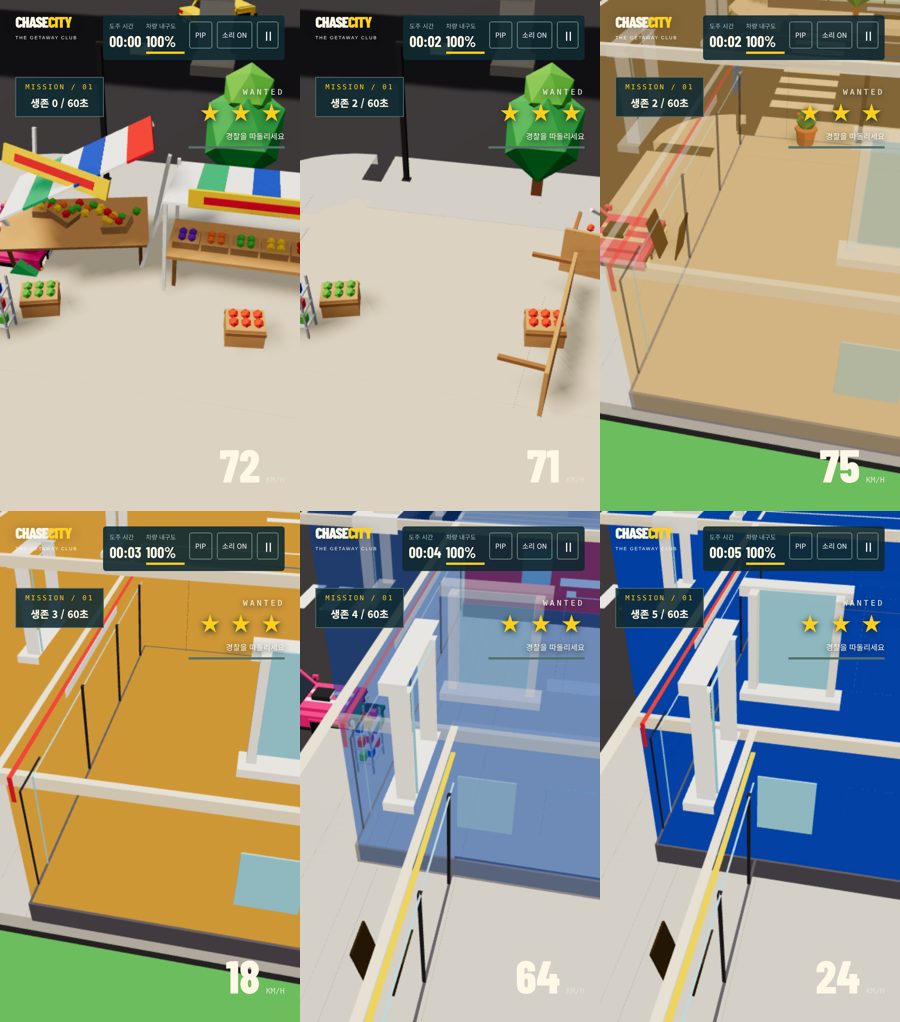 CHASECITY
THE GETAWAY CLUB
도주 시간 차량 내구도
00:00 100%
PIP 소리 ON
MISSION / 01
생존 0 / 60초
WANTED
경찰을 따돌리세요
72 KM/H
CHASECITY
THE GETAWAY CLUB
도주 시간 차량 내구도
00:02 100%
PIP 소리 ON
MISSION / 01
생존 2 / 60초
WANTED
경찰을 따돌리세요
71 KM/H
CHASECITY
THE GETAWAY CLUB
도주 시간 차량 내구도
00:02 100%
PIP 소리 ON
MISSION / 01
생존 2 / 60초
WANTED
경찰을 따돌리세요
75 KM/H
CHASECITY
THE GETAWAY CLUB
도주 시간 차량 내구도
00:03 100%
PIP 소리 ON
MISSION / 01
생존 3 / 60초
WANTED
경찰을 따돌리세요
18 KM/H
CHASECITY
THE GETAWAY CLUB
도주 시간 차량 내구도
00:04 100%
PIP 소리 ON
MISSION / 01
생존 4 / 60초
WANTED
경찰을 따돌리세요
64 KM/H
CHASECITY
THE GETAWAY CLUB
도주 시간 차량 내구도
00:05 100%
PIP 소리 ON
MISSION / 01
생존 5 / 60초
WANTED
경찰을 따돌리세요
24 KM/H